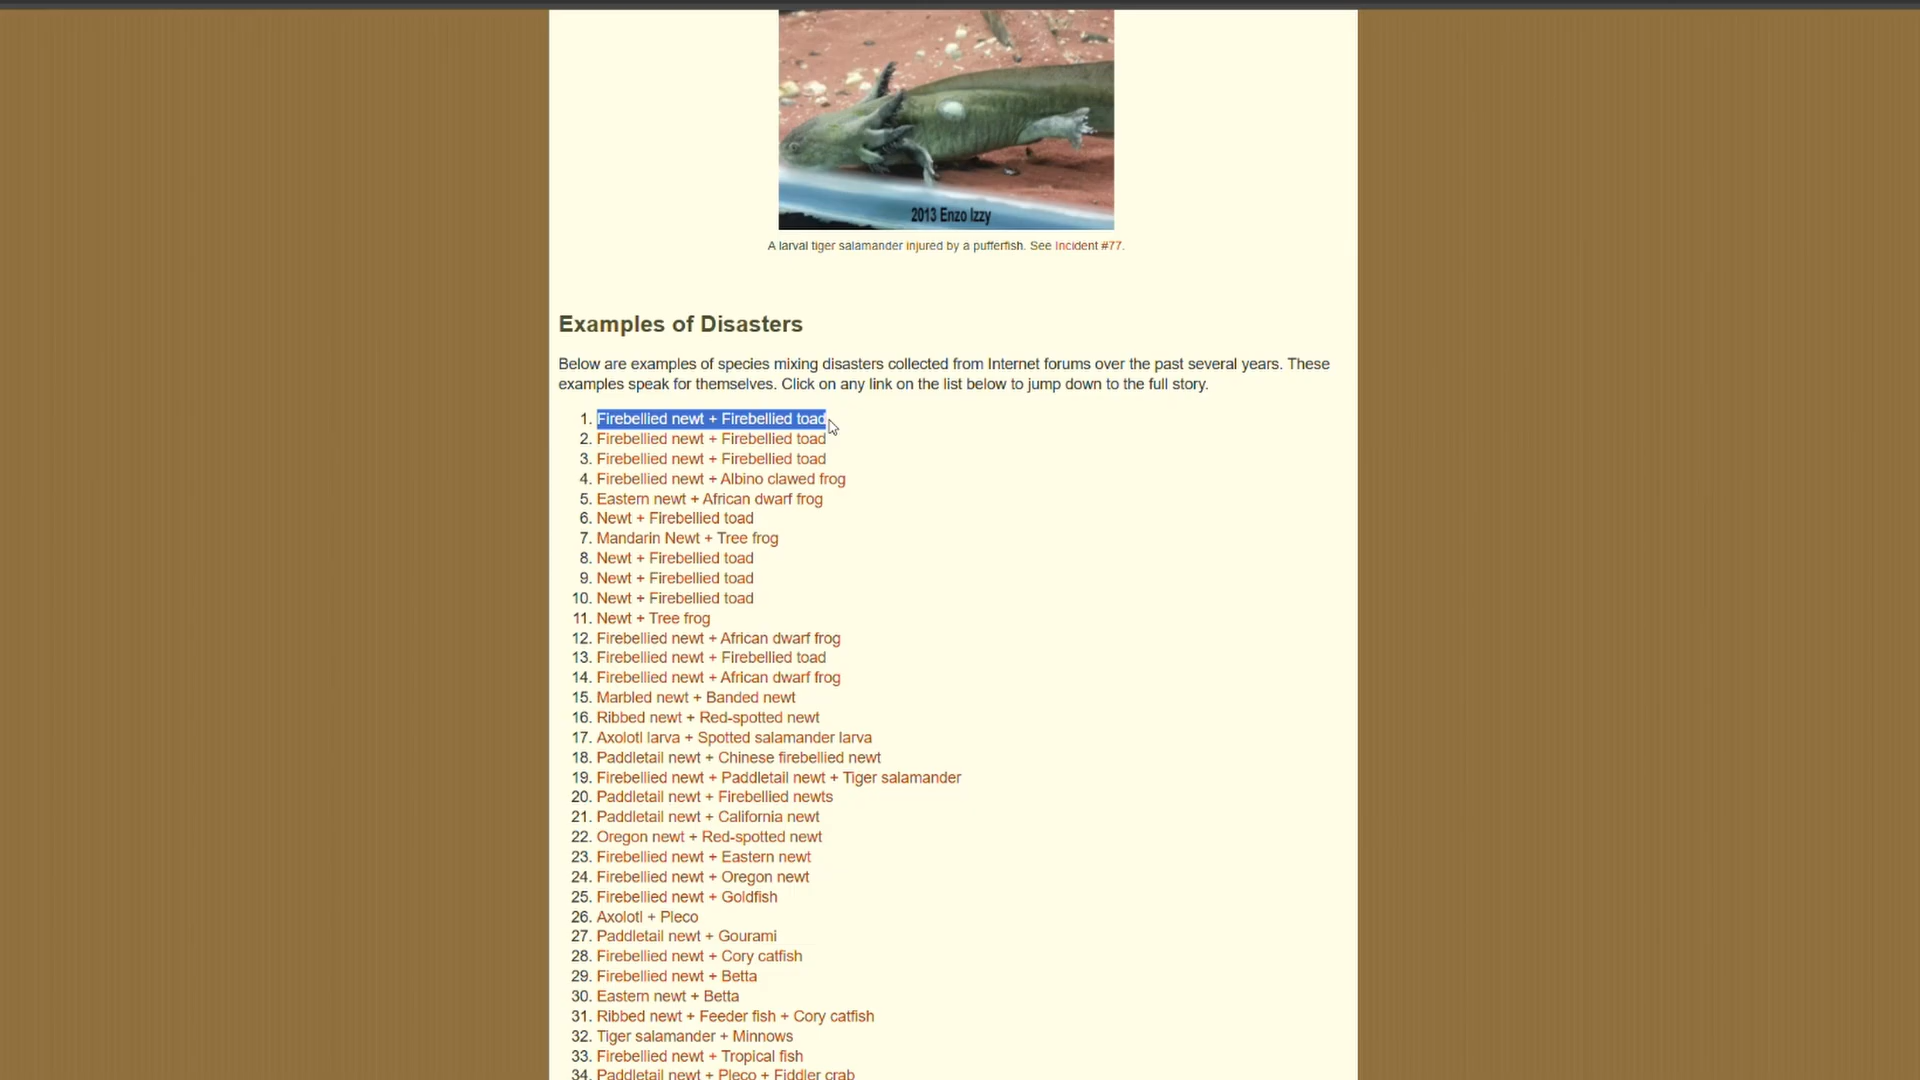 2013 Enzo Izzy
A larval tiger salamander injured by a pufferfish. See Incident #77.
Examples of Disasters
Below are examples of species mixing disasters collected from Internet forums over the past several years. These
examples speak for themselves. Click on any link on the list below to jump down to the full story.
1. Firebellied newt + Firebellied toad
2. Firebellied newt + Firebellied toad
3. Firebellied newt + Firebellied toad
4. Firebellied newt + Albino clawed frog
5. Eastern newt + African dwarf frog
6. Newt + Firebellied toad
7. Mandarin Newt + Tree frog
8. Newt + Firebellied toad
9. Newt + Firebellied toad
10. Newt + Firebellied toad
11. Newt + Tree frog
12. Firebellied newt + African dwarf frog
13. Firebellied newt + Firebellied toad
14. Firebellied newt + African dwarf frog
15. Marbled newt + Banded newt
16. Ribbed newt + Red-spotted newt
17. Axolotl larva + Spotted salamander larva
18. Paddletail newt + Chinese firebellied newt
19. Firebellied newt + Paddletail newt + Tiger salamander
20. Paddletail newt + Firebellied newts
21. Paddletail newt + California newt
22. Oregon newt + Red-spotted newt
23. Firebellied newt + Eastern newt
24. Firebellied newt + Oregon newt
25. Firebellied newt + Goldfish
26. Axolotl + Pleco
27. Paddletail newt + Gourami
28. Firebellied newt + Cory catfish
29. Firebellied newt + Betta
30. Eastern newt + Betta
31. Ribbed newt + Feeder fish + Cory catfish
32. Tiger salamander + Minnows
33. Firebellied newt + Tropical fish
34. Paddletail newt + Pleco + Fiddler crab